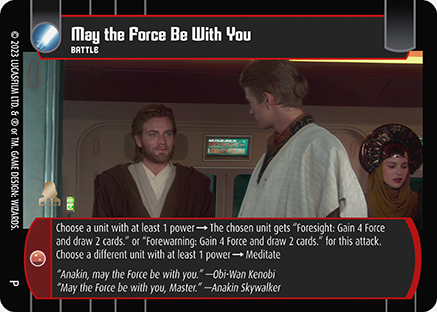 May the Force Be With You
BATTLE
© 2023 LUCASFILM LTD. & ® or TM. GAME DESIGN: WIZARDS.
Choose a unit with at least 1 power → The chosen unit gets "Foresight: Gain 4 Force
and draw 2 cards." or "Forewarning: Gain 4 Force and draw 2 cards." for this attack.
Choose a different unit with at least 1 power → Meditate
"Anakin, may the Force be with you." —Obi-Wan Kenobi
"May the Force be with you, Master." —Anakin Skywalker
P